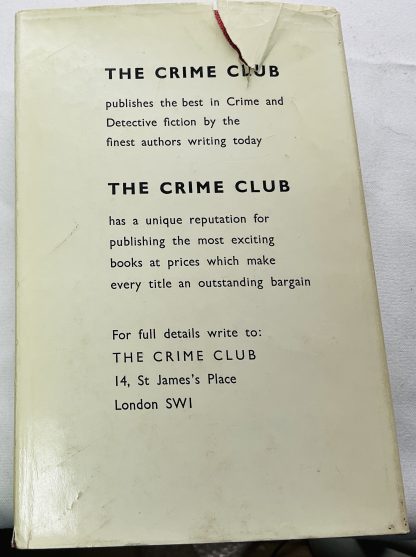 THE CRIME CLUB
publishes the best in Crime and
Detective fiction by the
finest authors writing today
THE CRIME CLUB
has a unique reputation for
publishing the most exciting
books at prices which make
every title an outstanding bargain
For full details write to:
THE CRIME CLUB
14, St James's Place
London SW1